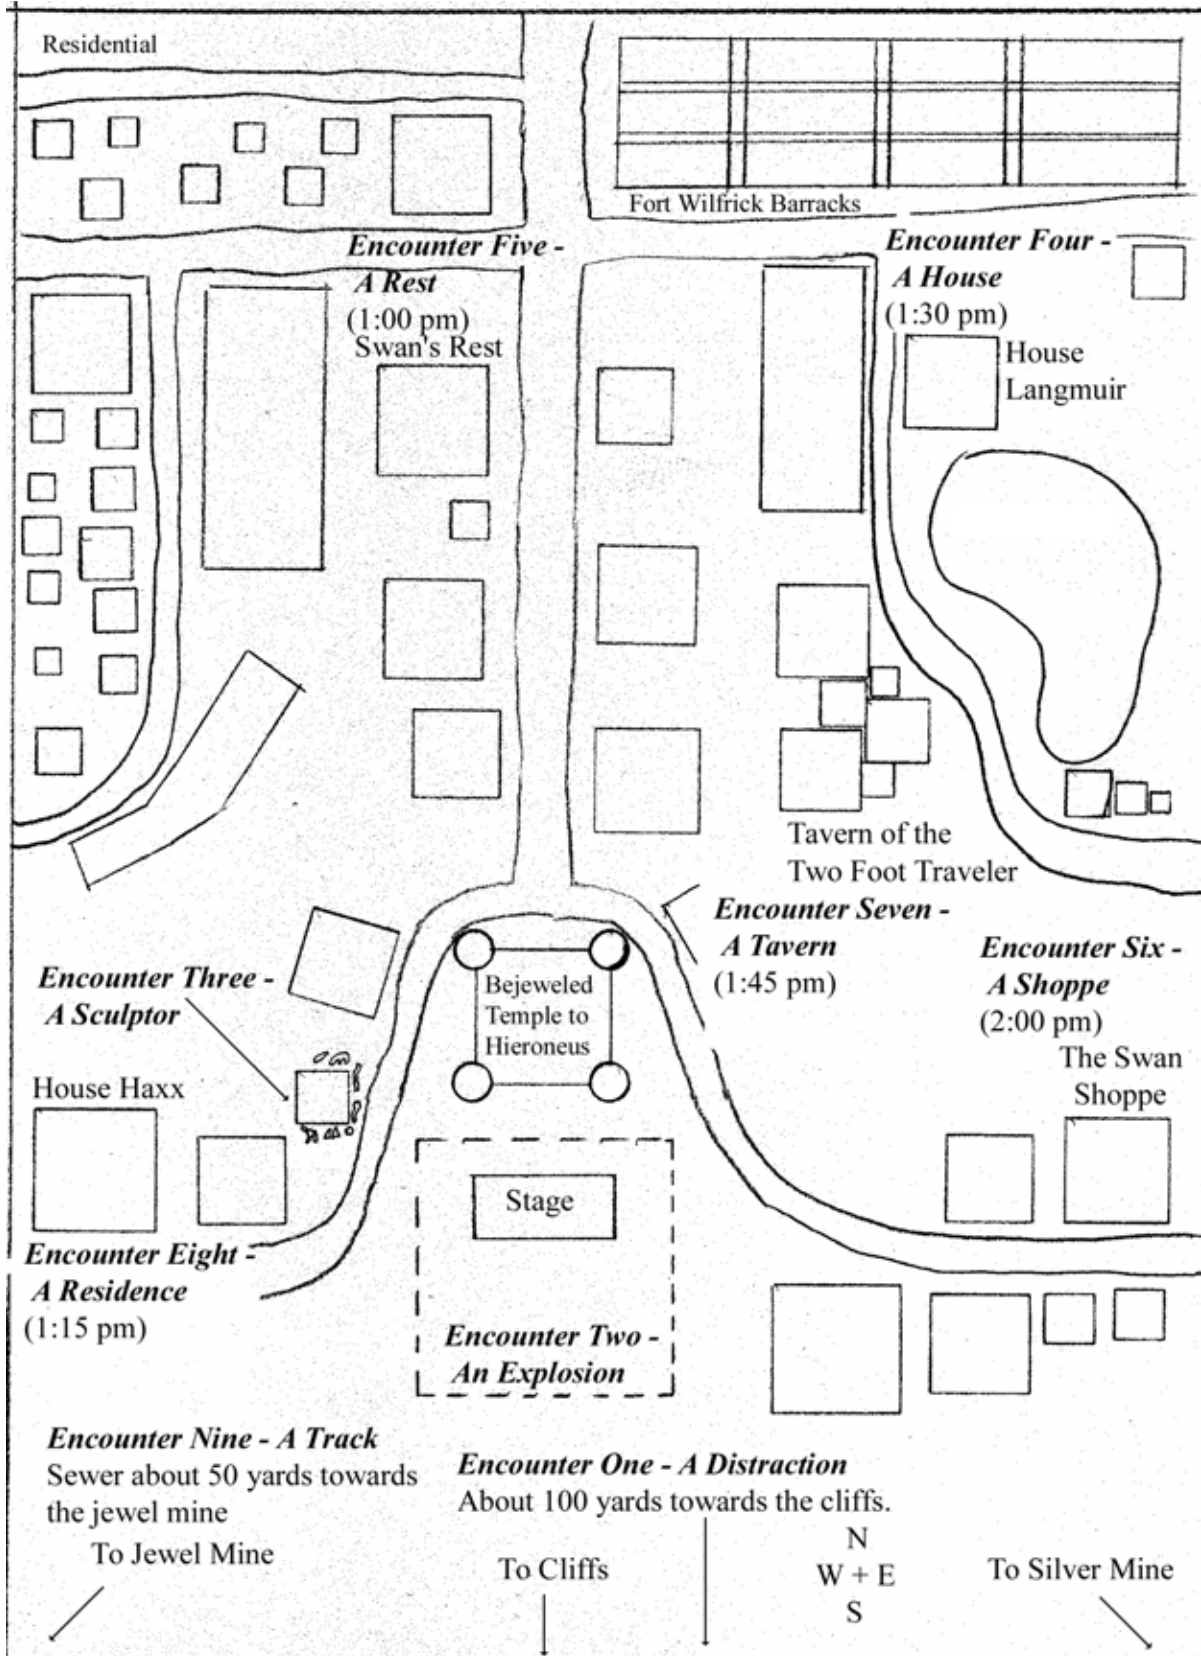 Residential
Fort Wilfrick Barracks
Encounter Five -
A Rest
(1:00 pm)
Swan's Rest
Encounter Four -
A House
(1:30 pm)
House
Langmuir
Tavern of the
Two Foot Traveler
Encounter Seven -
A Tavern
(1:45 pm)
Encounter Six -
A Shoppe
(2:00 pm)
The Swan
Shoppe
Encounter Three -
A Sculptor
Bejeweled
Temple to
Hieroneus
House Haxx
Stage
Encounter Eight -
A Residence
(1:15 pm)
Encounter Two -
An Explosion
Encounter Nine - A Track
Sewer about 50 yards towards
the jewel mine
To Jewel Mine
Encounter One - A Distraction
About 100 yards towards the cliffs.
To Cliffs
N
W + E
S
To Silver Mine